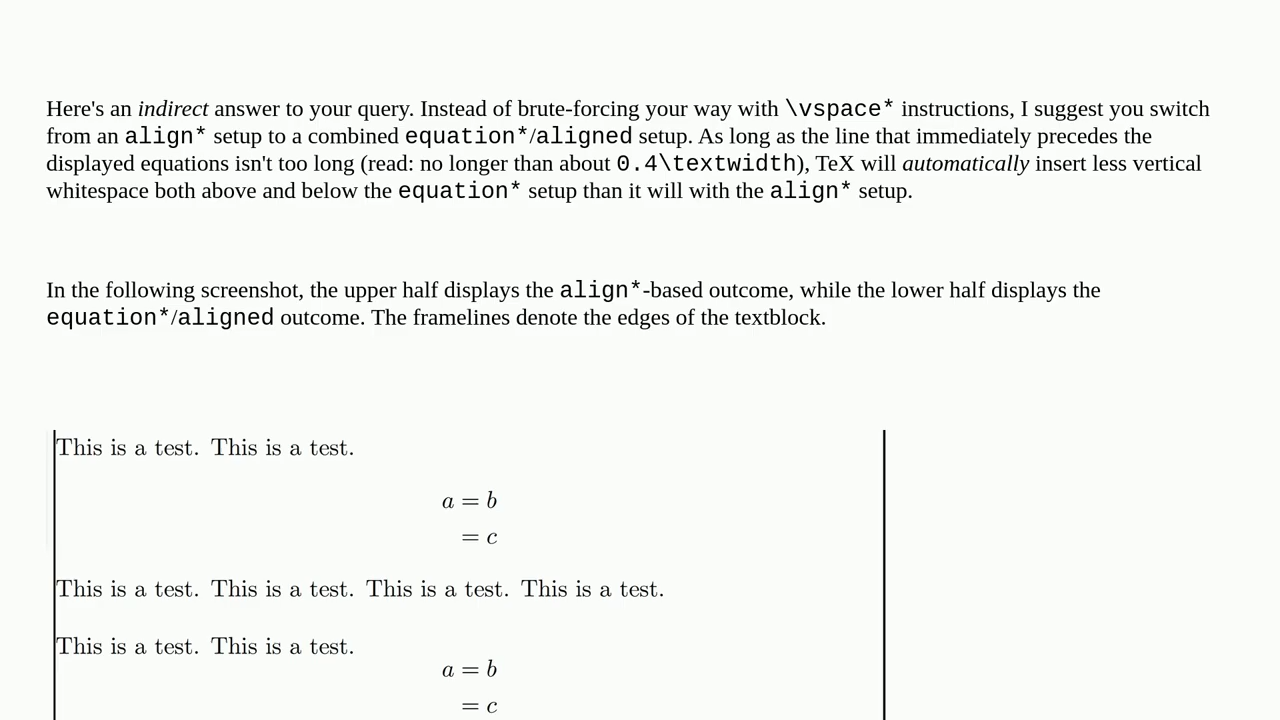 Here's an indirect answer to your query. Instead of brute-forcing your way with \vspace* instructions, I suggest you switch
from an align* setup to a combined equation*/aligned setup. As long as the line that immediately precedes the
displayed equations isn't too long (read: no longer than about 0.4\textwidth), TeX will automatically insert less vertical
whitespace both above and below the equation* setup than it will with the align* setup.
In the following screenshot, the upper half displays the align*-based outcome, while the lower half displays the
equation*/aligned outcome. The framelines denote the edges of the textblock.
This is a test. This is a test.
a = b
= c
This is a test. This is a test. This is a test. This is a test.
This is a test. This is a test.
a = b
= c